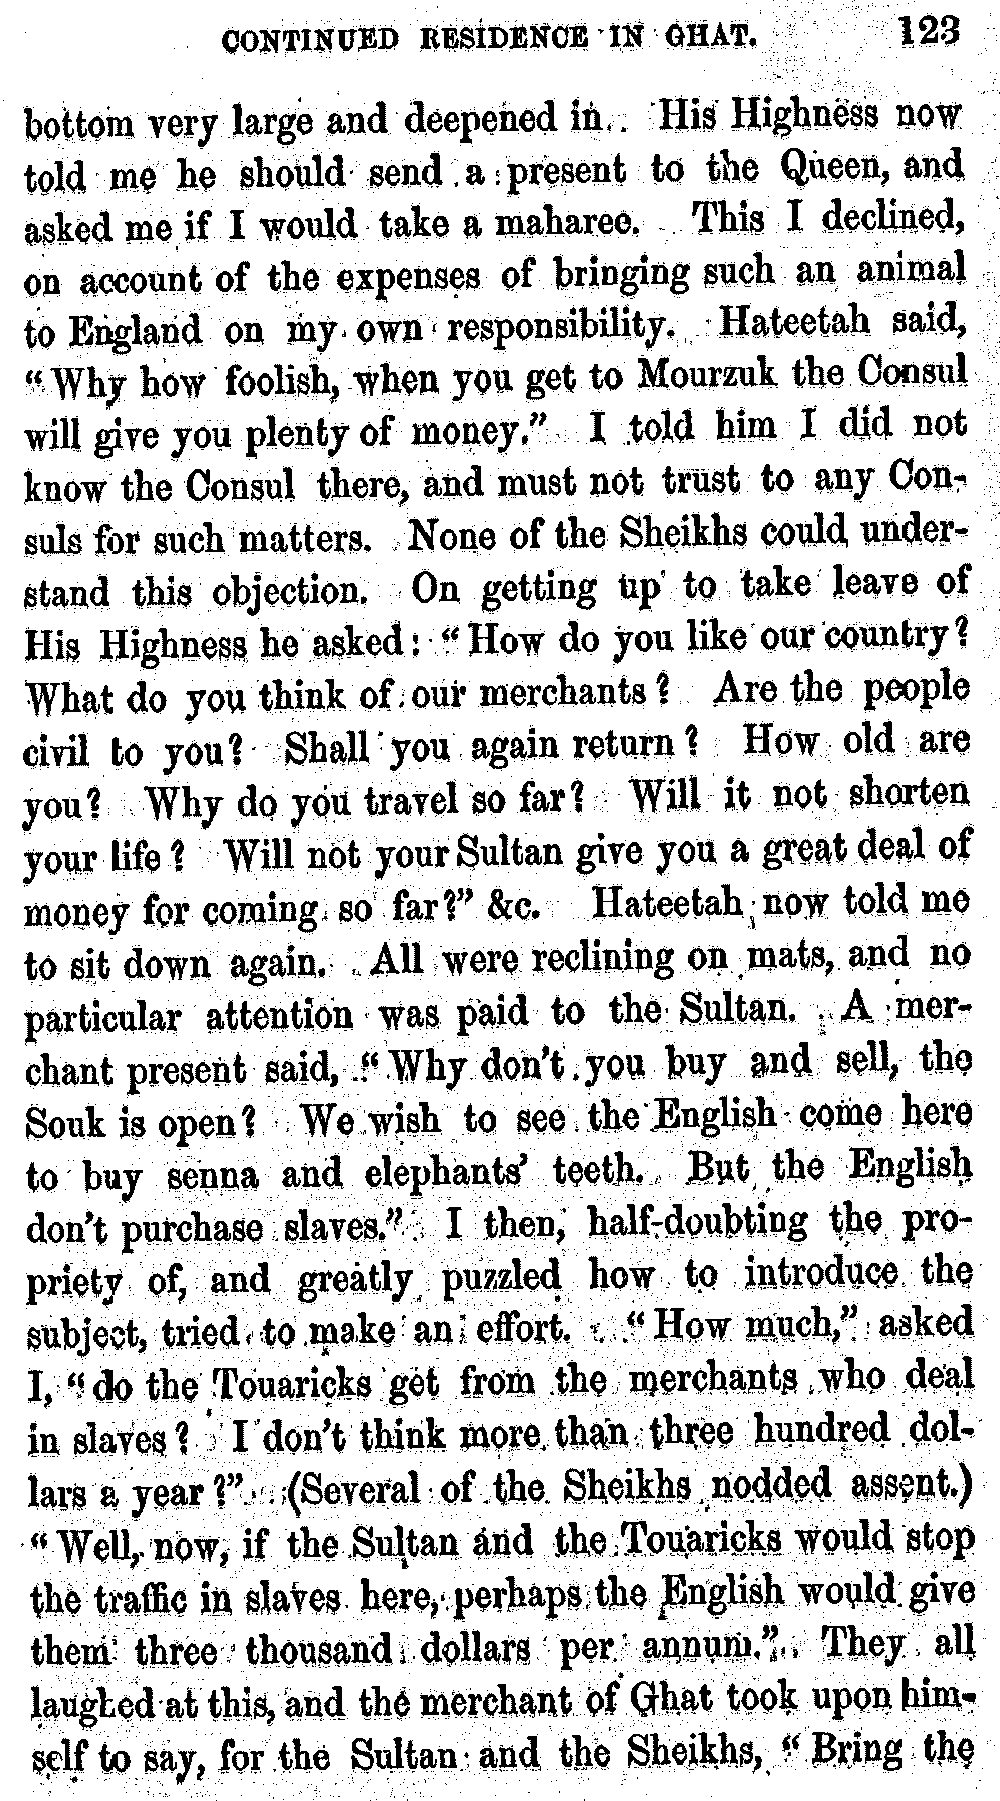 CONTINUED RESIDENCE IN GHAT. 123
bottom very large and deepened in. His Highness now
told me he should send a present to the Queen, and
asked me if I would take a maharee. This I declined,
on account of the expenses of bringing such an animal
to England on my own responsibility. Hateetah said,
“Why how foolish, when you get to Mourzuk the Consul
will give you plenty of money.” I told him I did not
know the Consul there, and must not trust to any Con-
suls for such matters. None of the Sheikhs could under-
stand this objection. On getting up to take leave of
His Highness he asked: “How do you like our country?
What do you think of our merchants? Are the people
civil to you? Shall you again return? How old are
you? Why do you travel so far? Will it not shorten
your life? Will not your Sultan give you a great deal of
money for coming so far?” &c. Hateetah now told me
to sit down again. All were reclining on mats, and no
particular attention was paid to the Sultan. A mer-
chant present said, “Why don't you buy and sell, the
Souk is open? We wish to see the English come here
to buy senna and elephants’ teeth. But the English
don't purchase slaves.” I then, half-doubting the pro-
priety of, and greatly puzzled how to introduce the
subject, tried to make an effort. “How much,” asked
I, “do the Touaricks get from the merchants who deal
in slaves? I don't think more than three hundred dol-
lars a year?” (Several of the Sheikhs nodded assent.)
“Well, now, if the Sultan and the Touaricks would stop
the traffic in slaves here, perhaps the English would give
them three thousand dollars per annum.” They all
laughed at this, and the merchant of Ghat took upon him-
self to say, for the Sultan and the Sheikhs, “Bring the